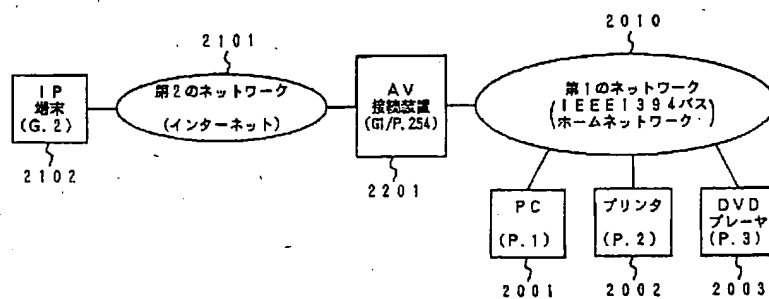 2101
2010
IP
端末
(G.2)
第2のネットワーク
(インターネット)
AV
接続装置
(G1/P.254)
第1のネットワーク
(IEEE1394バス
ホームネットワーク)
2102
2201
PC
(P.1)
プリンタ
(P.2)
DVD
プレーヤ
(P.3)
2001
2002
2003